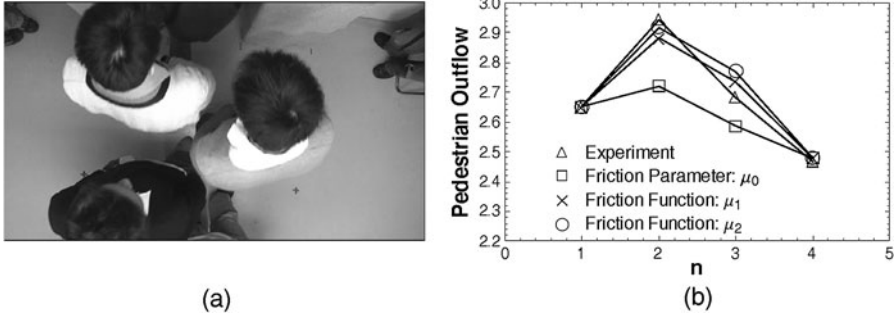 3.0
2.9
2.8
2.7
2.6
2.5
2.4
2.3
2.2
Pedestrian Outflow
Experiment
Friction Parameter: μ0
Friction Function: μ1
Friction Function: μ2
0 1 2 3 4 5
n
(a)
(b)